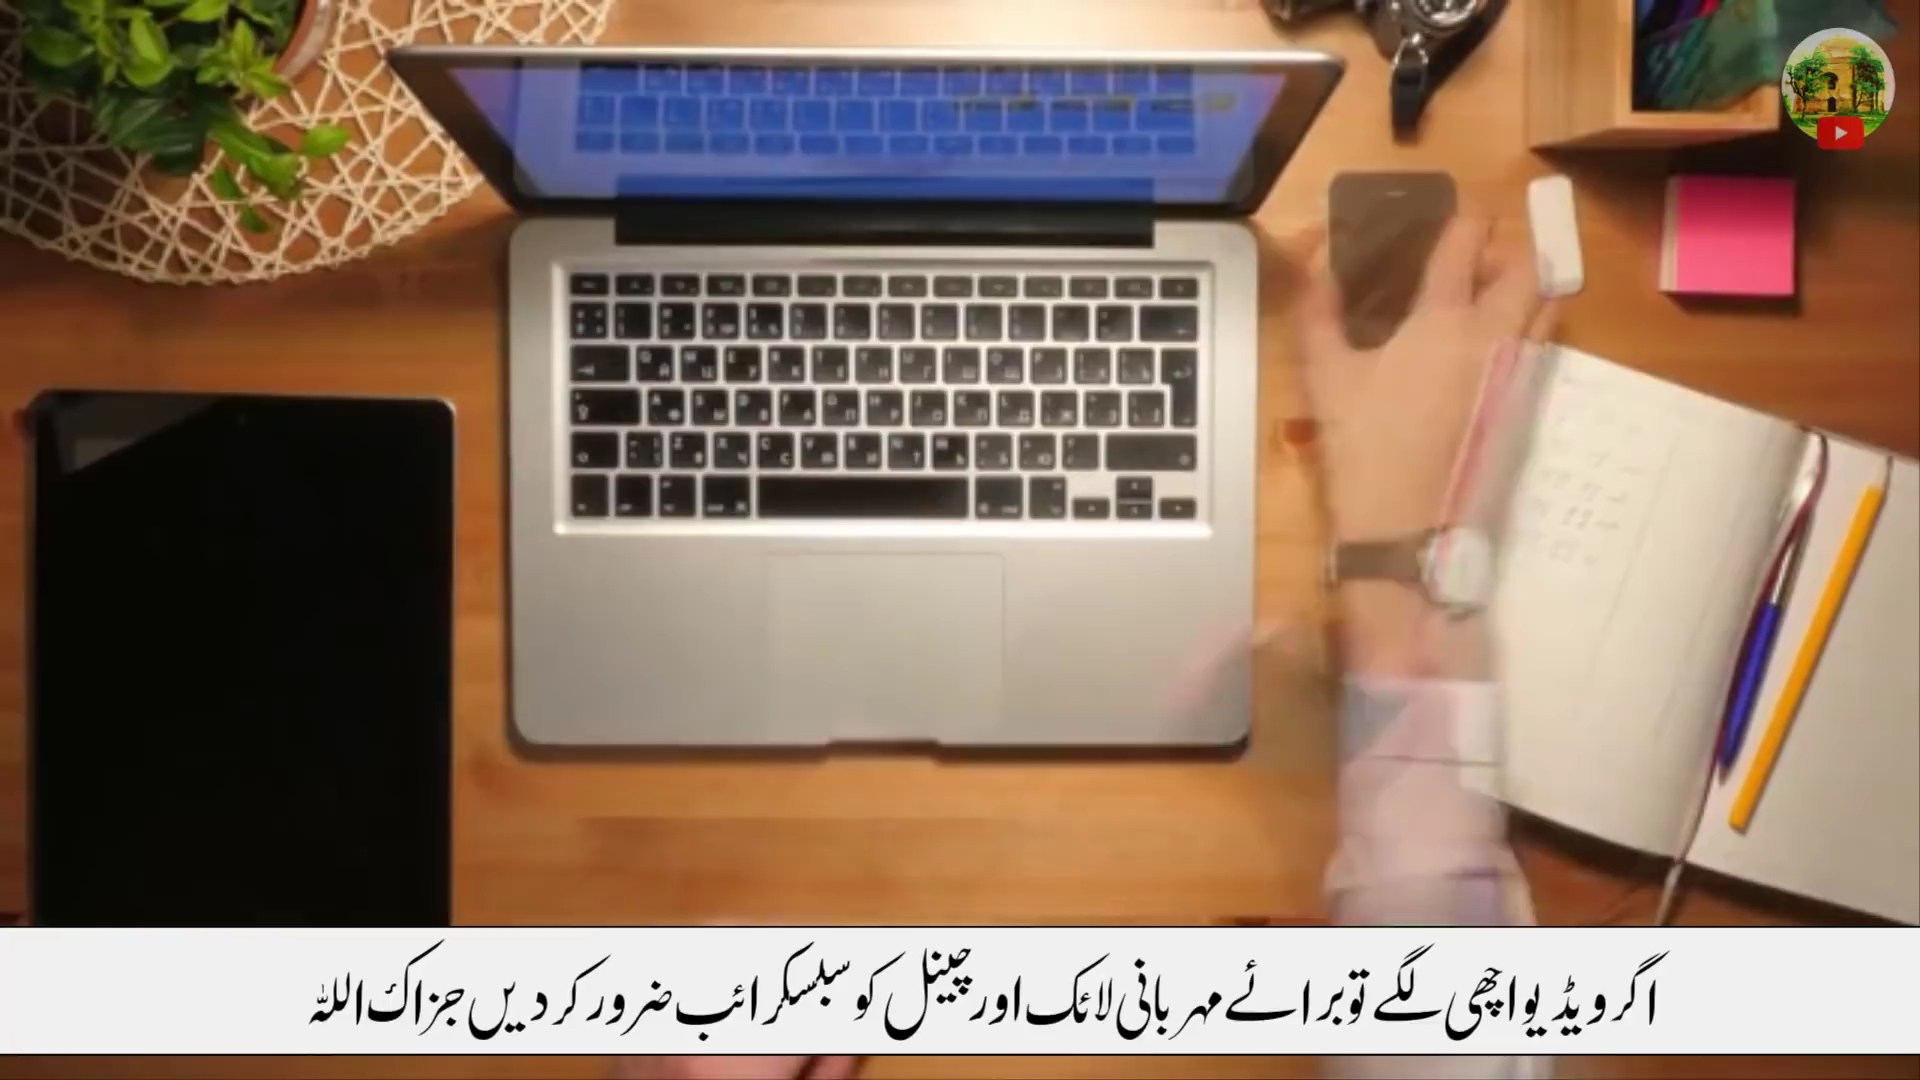 اگر ویڈیو اچھی لگے تو برائے مہربانی لائک اور چینل کو سبسکرائب ضرور کر دیں جزاک اللہ